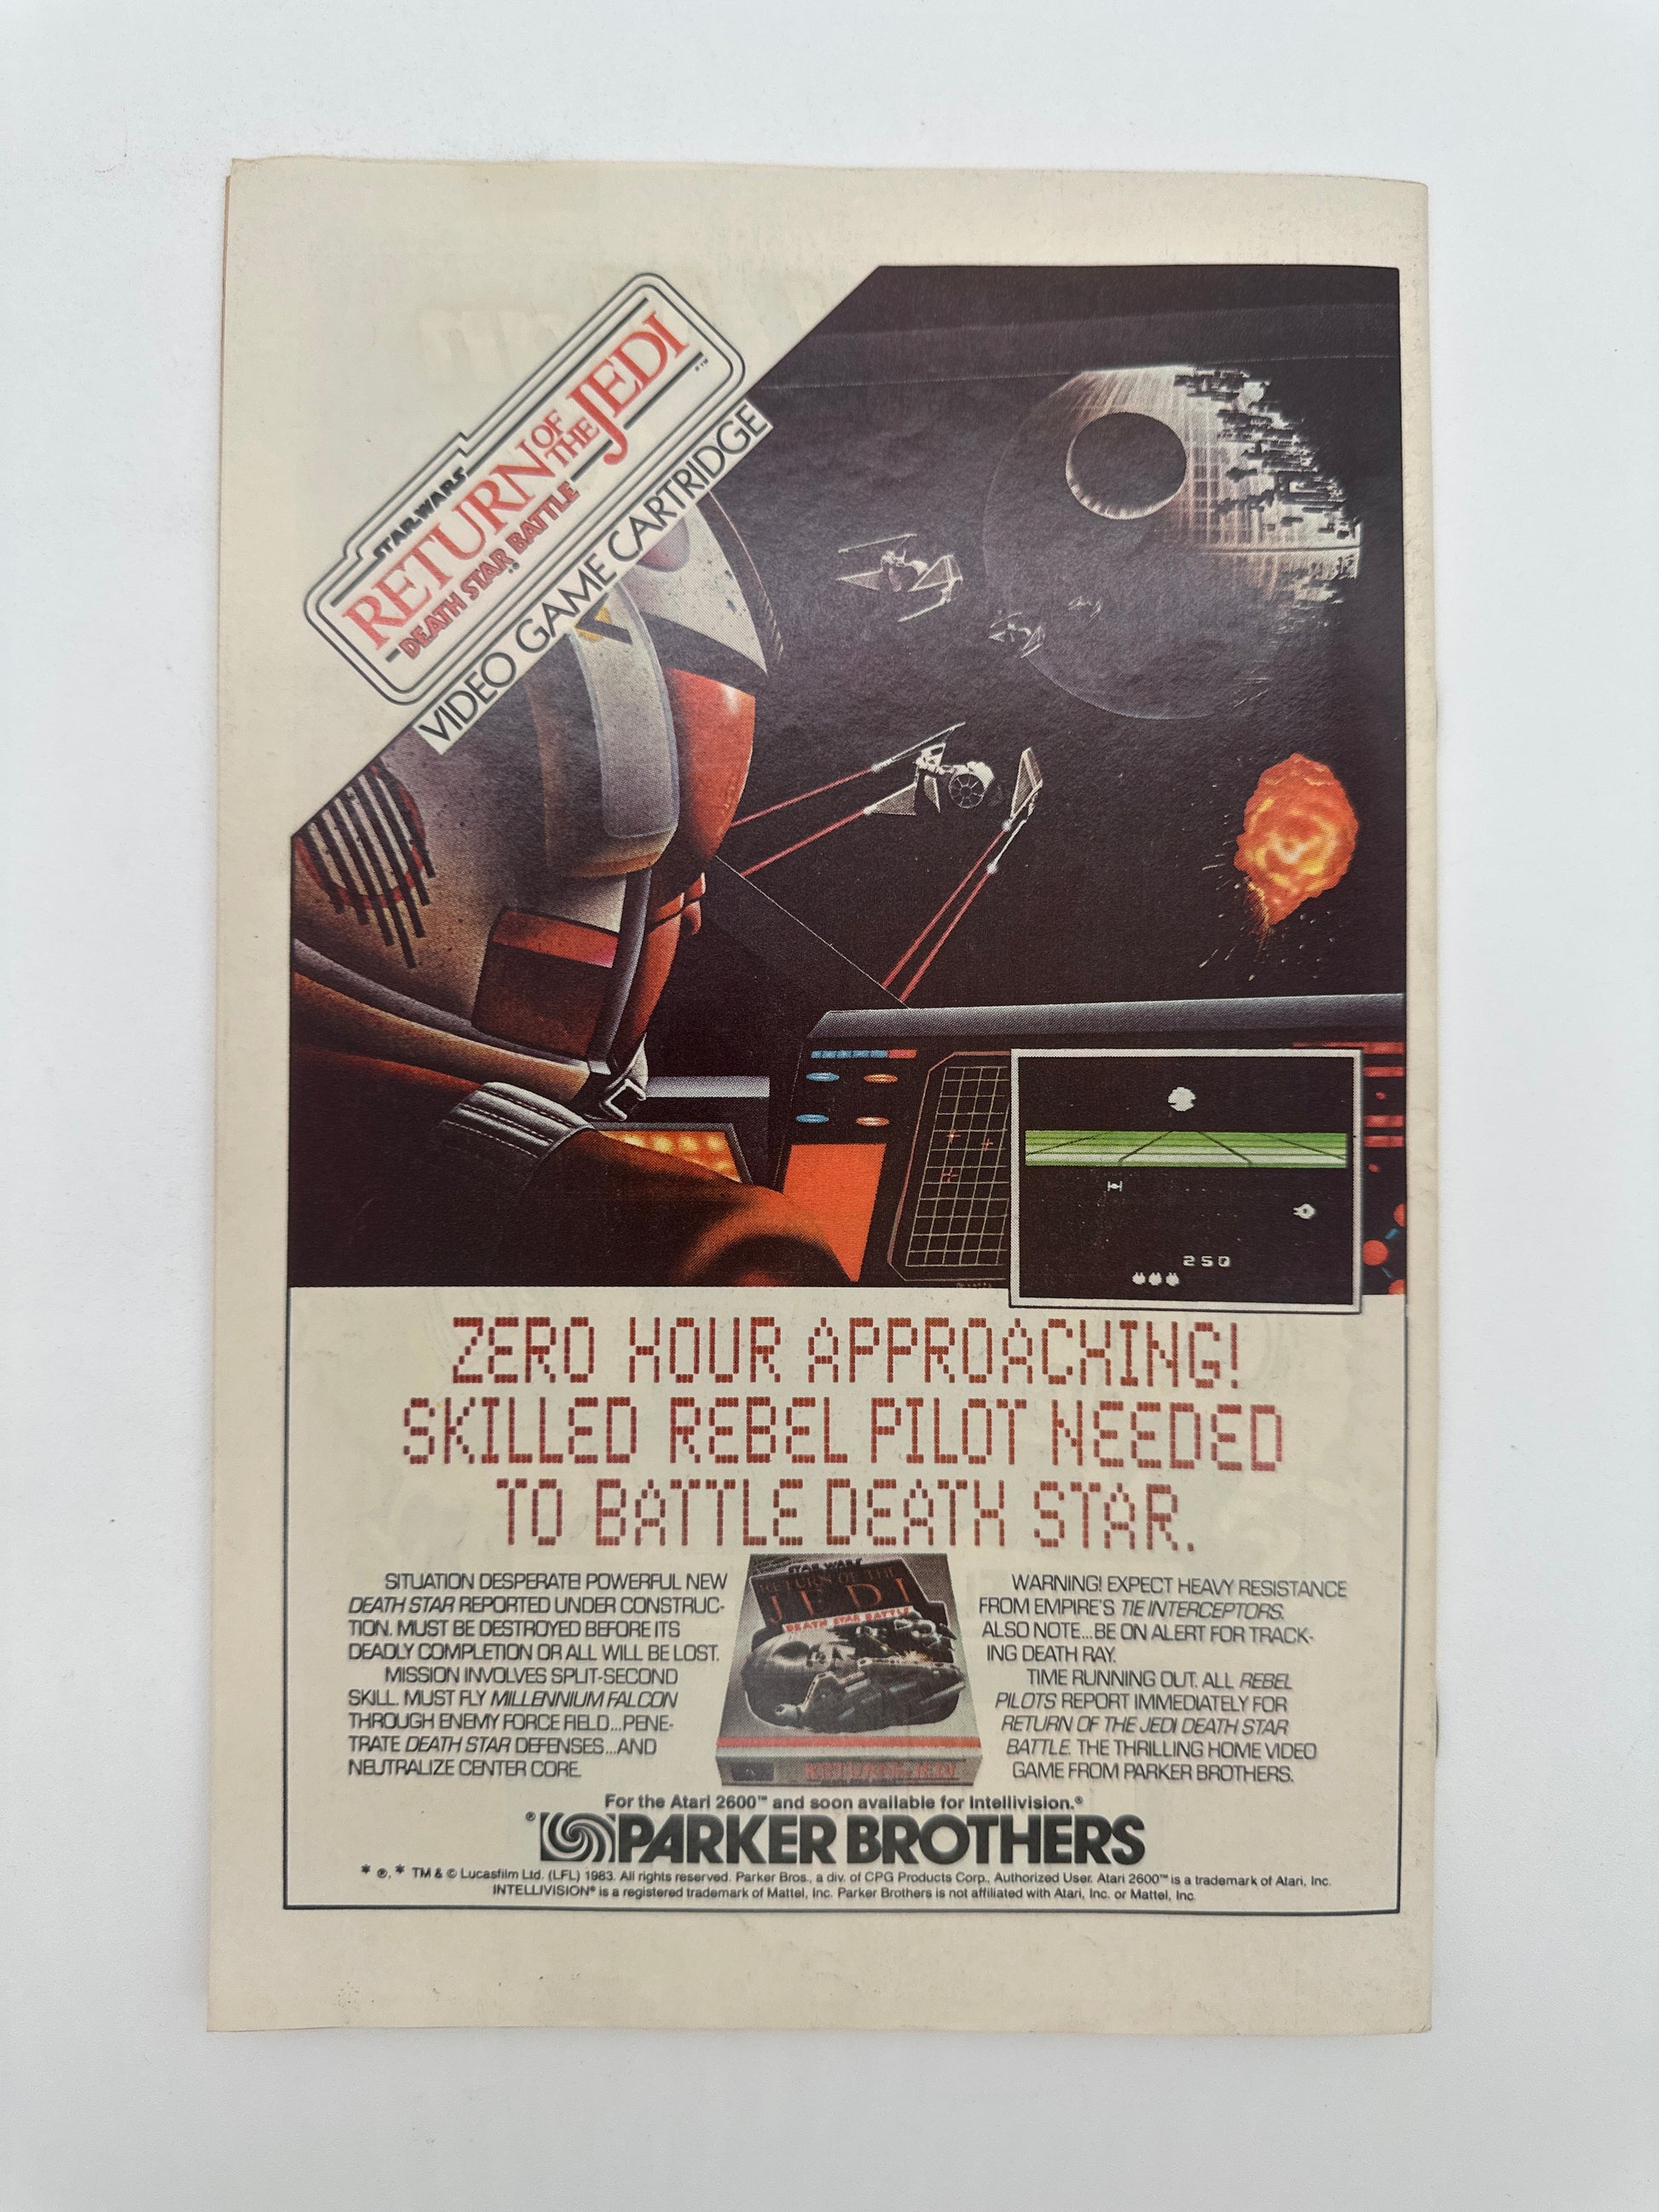 STAR WARS
RETURN OF THE JEDI
DEATH STAR BATTLE
VIDEO GAME CARTRIDGE
250
ZERO HOUR APPROACHING!
SKILLED REBEL PILOT NEEDED
TO BATTLE DEATH STAR.
SITUATION DESPERATE! POWERFUL NEW
DEATH STAR REPORTED UNDER CONSTRUC-
TION. MUST BE DESTROYED BEFORE ITS
DEADLY COMPLETION OR ALL WILL BE LOST.
MISSION INVOLVES SPLIT-SECOND
SKILL. MUST FLY MILLENNIUM FALCON
THROUGH ENEMY FORCE FIELD...PENE-
TRATE DEATH STAR DEFENSES...AND
NEUTRALIZE CENTER CORE.
STAR WARS
RETURN OF THE
JEDI
DEATH STAR BATTLE
RETURN OF THE JEDI
WARNING! EXPECT HEAVY RESISTANCE
FROM EMPIRE'S TIE INTERCEPTORS.
ALSO NOTE...BE ON ALERT FOR TRACK-
ING DEATH RAY.
TIME RUNNING OUT. ALL REBEL
PILOTS REPORT IMMEDIATELY FOR
RETURN OF THE JEDI DEATH STAR
BATTLE. THE THRILLING HOME VIDEO
GAME FROM PARKER BROTHERS.
For the Atari 2600™ and soon available for Intellivision.®
® PARKER BROTHERS
* ®, * TM & © Lucasfilm Ltd. (LFL) 1983. All rights reserved. Parker Bros., a div. of CPG Products Corp., Authorized User. Atari 2600™ is a trademark of Atari, Inc.
INTELLIVISION® is a registered trademark of Mattel, Inc. Parker Brothers is not affiliated with Atari, Inc. or Mattel, Inc.